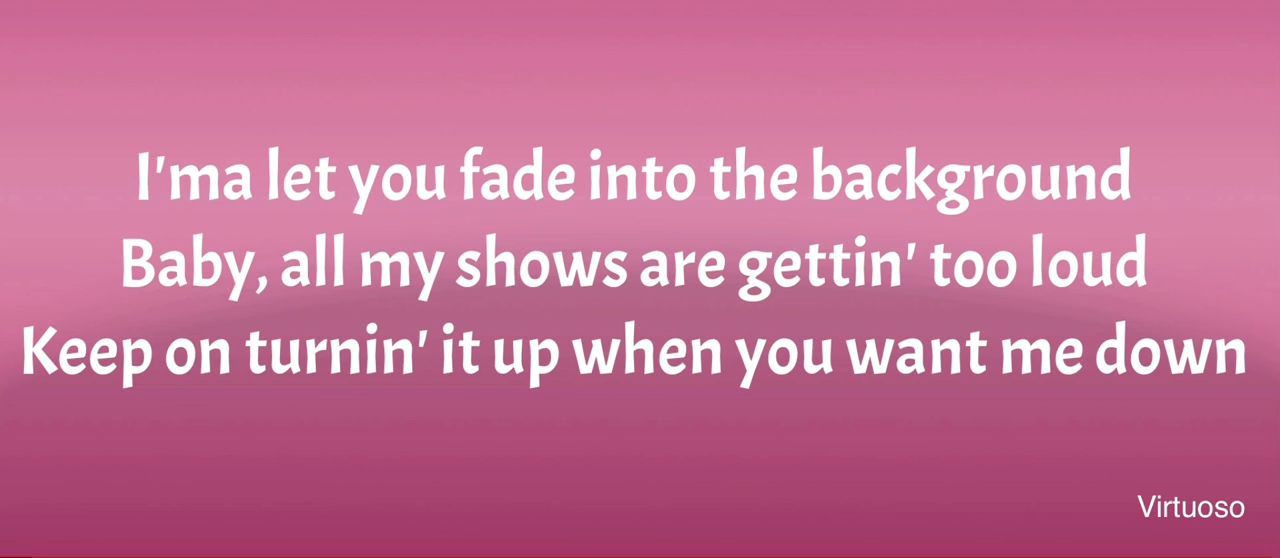 I'ma let you fade into the background
Baby, all my shows are gettin' too loud
Keep on turnin' it up when you want me down
Virtuoso